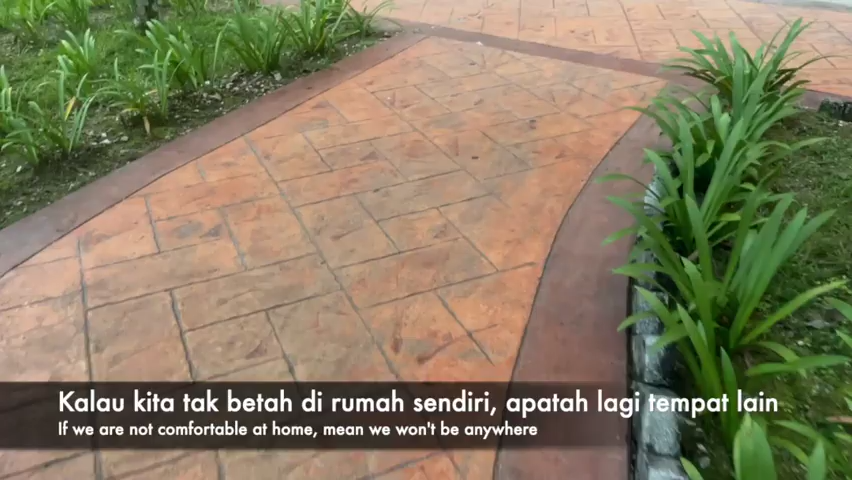 Kalau kita tak betah di rumah sendiri, apatah lagi tempat lain
If we are not comfortable at home, mean we won't be anywhere